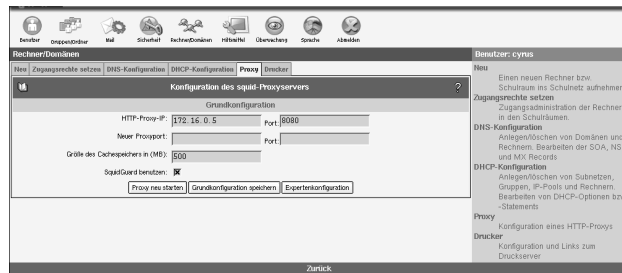 Benutzer Gruppen/Ordner Mail Sicherheit Rechner/Domänen Hilfsmittel Überwachung Sprache Abmelden
Rechner/Domänen
Neu Zugangsrechte setzen DNS-Konfiguration DHCP-Konfiguration Proxy Drucker
Konfiguration des squid-Proxyservers ?
Grundkonfiguration
HTTP-Proxy-IP: 172.16.0.5 Port: 8080
Neuer Proxyport: Port:
Größe des Cachespeichers in (MB): 500
SquidGuard benutzen:
Proxy neu starten Grundkonfiguration speichern Expertenkonfiguration
Benutzer: cyrus
Neu
Einen neuen Rechner bzw.
Schulraum ins Schulnetz aufnehmen
Zugangsrechte setzen
Zugangsadministration der Rechner
in den Schulräumen.
DNS-Konfiguration
Anlegen/löschen von Domänen und
Rechnern. Bearbeiten der SOA, NS
und MX Records
DHCP-Konfiguration
Anlegen/löschen von Subnetzen,
Gruppen, IP-Pools und Rechnern.
Bearbeiten von DHCP-Optionen bzw
-Statements
Proxy
Konfiguration eines HTTP-Proxys
Drucker
Konfiguration und Links zum
Druckserver
Zurück